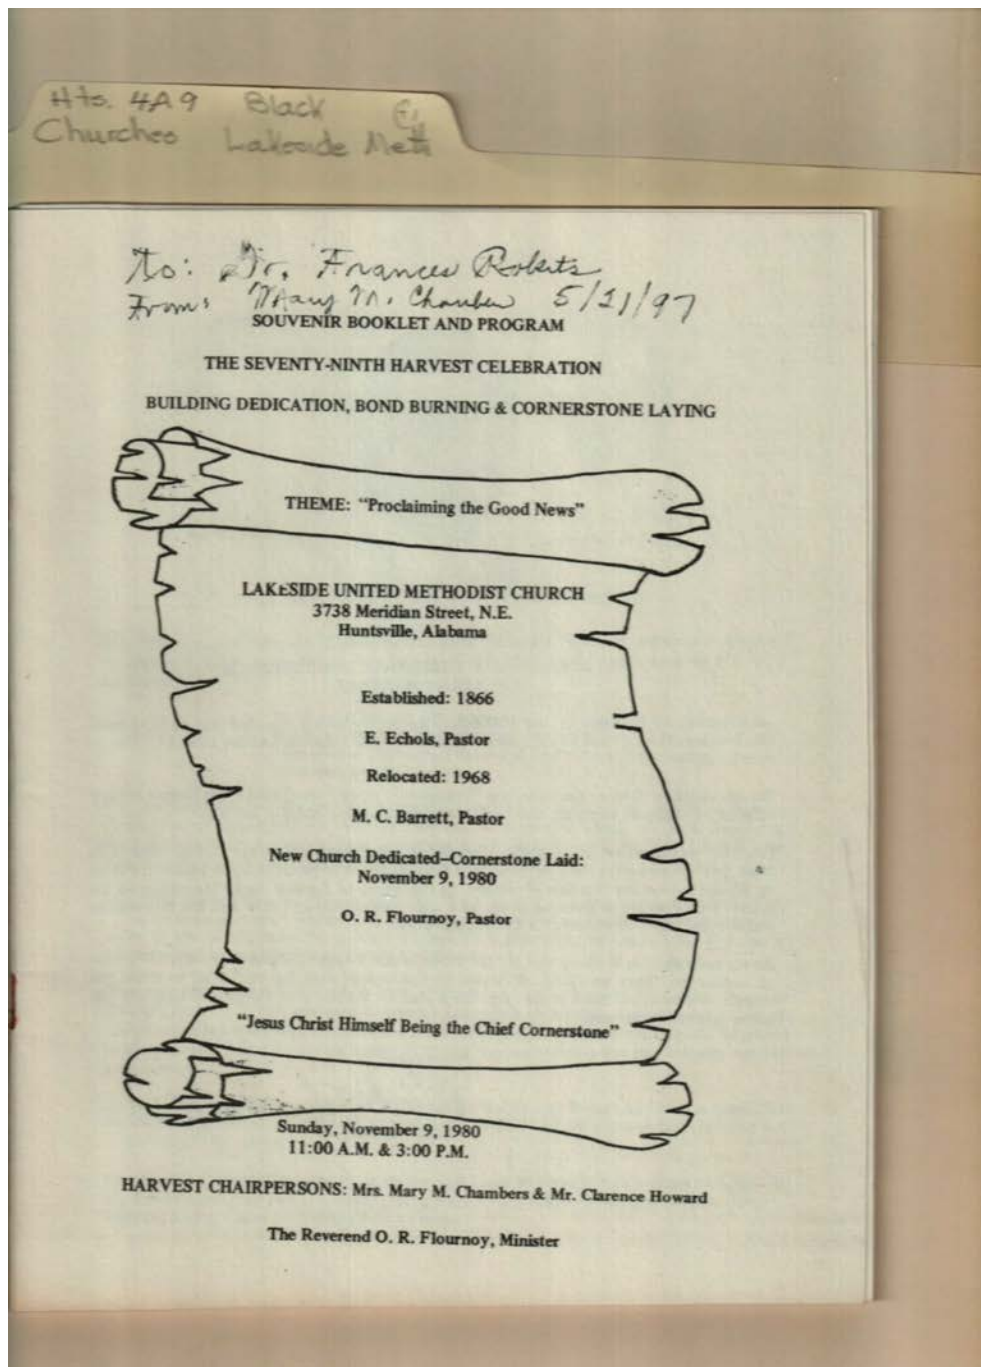 Hts. 4A9 Black
Churches Lakeside Meth
To: Dr. Frances Roberts
From: Mary M. Chambers 5/21/97
SOUVENIR BOOKLET AND PROGRAM
THE SEVENTY-NINTH HARVEST CELEBRATION
BUILDING DEDICATION, BOND BURNING & CORNERSTONE LAYING
THEME: "Proclaiming the Good News"
LAKESIDE UNITED METHODIST CHURCH
3738 Meridian Street, N.E.
Huntsville, Alabama
Established: 1866
E. Echols, Pastor
Relocated: 1968
M. C. Barrett, Pastor
New Church Dedicated–Cornerstone Laid:
November 9, 1980
O. R. Flournoy, Pastor
"Jesus Christ Himself Being the Chief Cornerstone"
Sunday, November 9, 1980
11:00 A.M. & 3:00 P.M.
HARVEST CHAIRPERSONS: Mrs. Mary M. Chambers & Mr. Clarence Howard
The Reverend O. R. Flournoy, Minister